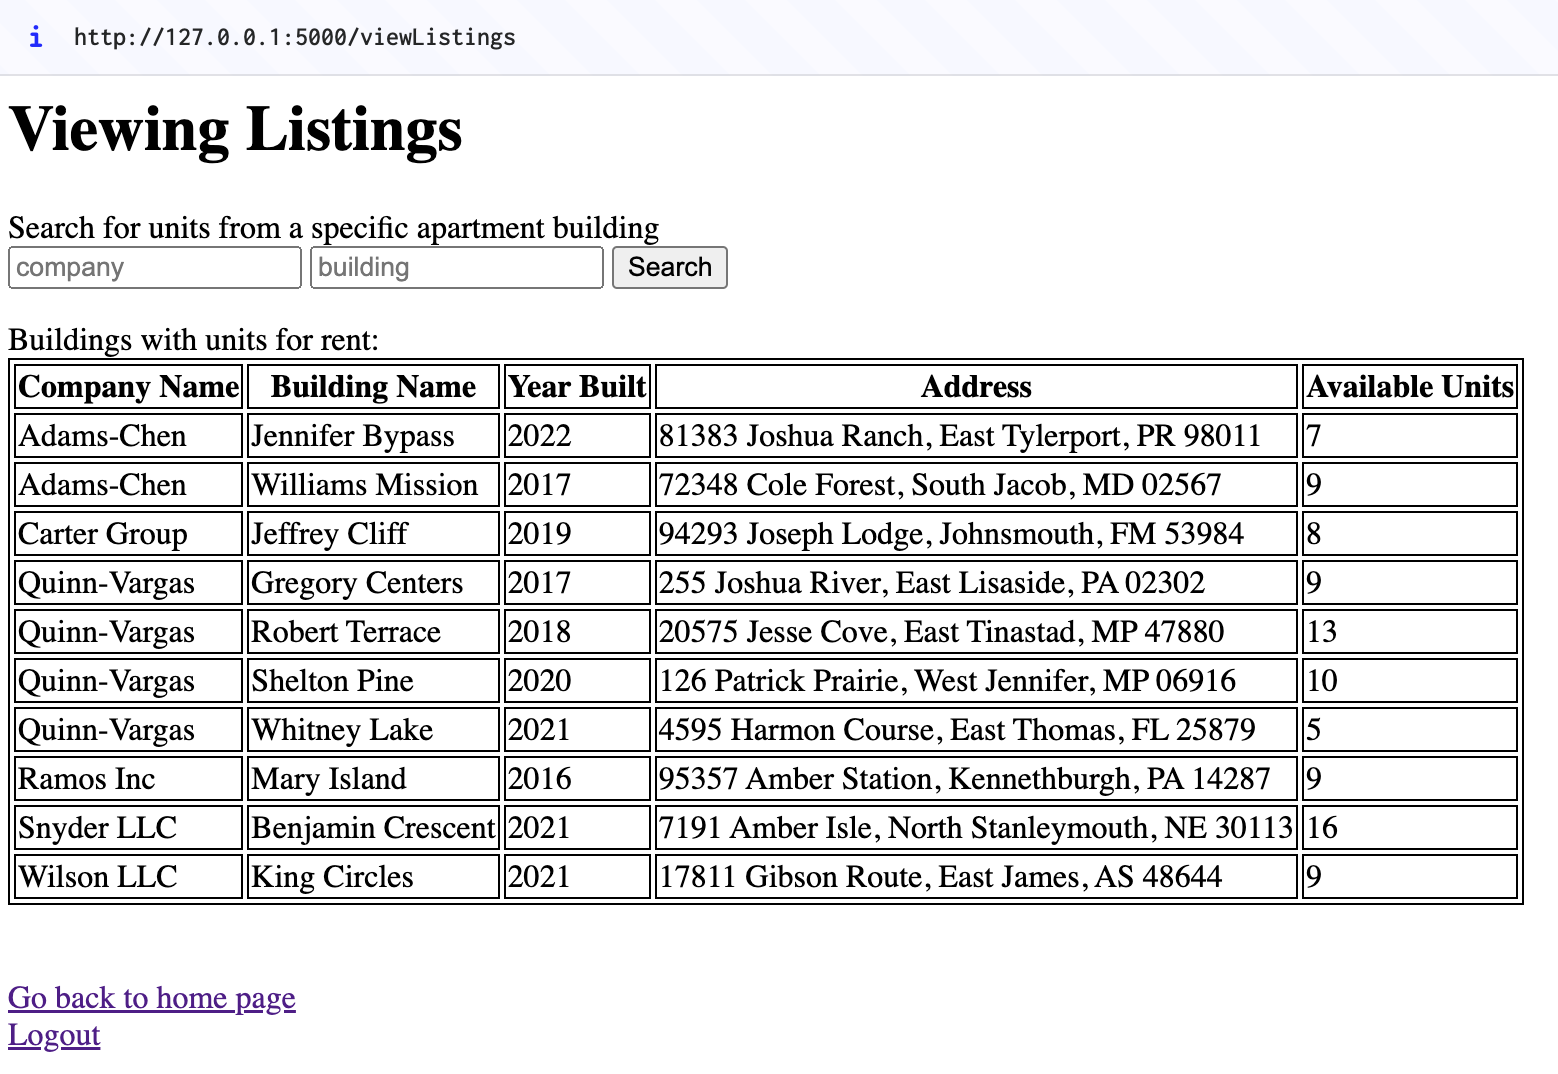 i http://127.0.0.1:5000/viewListings
Viewing Listings
Search for units from a specific apartment building
company building Search
Buildings with units for rent:
Company Name Building Name Year Built Address Available Units
Adams-Chen Jennifer Bypass 2022 81383 Joshua Ranch, East Tylerport, PR 98011 7
Adams-Chen Williams Mission 2017 72348 Cole Forest, South Jacob, MD 02567 9
Carter Group Jeffrey Cliff 2019 94293 Joseph Lodge, Johnsmouth, FM 53984 8
Quinn-Vargas Gregory Centers 2017 255 Joshua River, East Lisaside, PA 02302 9
Quinn-Vargas Robert Terrace 2018 20575 Jesse Cove, East Tinastad, MP 47880 13
Quinn-Vargas Shelton Pine 2020 126 Patrick Prairie, West Jennifer, MP 06916 10
Quinn-Vargas Whitney Lake 2021 4595 Harmon Course, East Thomas, FL 25879 5
Ramos Inc Mary Island 2016 95357 Amber Station, Kennethburgh, PA 14287 9
Snyder LLC Benjamin Crescent 2021 7191 Amber Isle, North Stanleymouth, NE 30113 16
Wilson LLC King Circles 2021 17811 Gibson Route, East James, AS 48644 9
Go back to home page
Logout